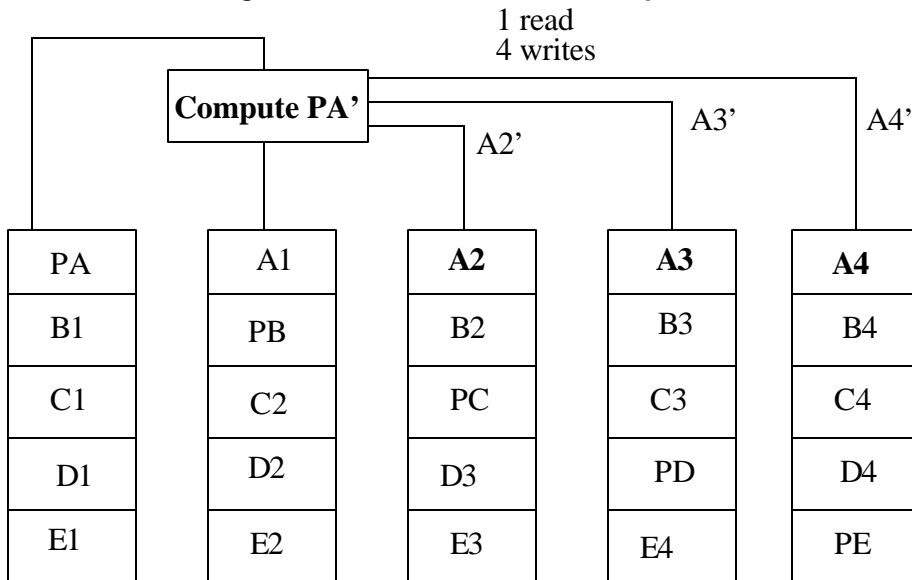 1 read
4 writes
Compute PA’
A2’
A3’
A4’
PA
A1
A2
A3
A4
B1
PB
B2
B3
B4
C1
C2
PC
C3
C4
D1
D2
D3
PD
D4
E1
E2
E3
E4
PE